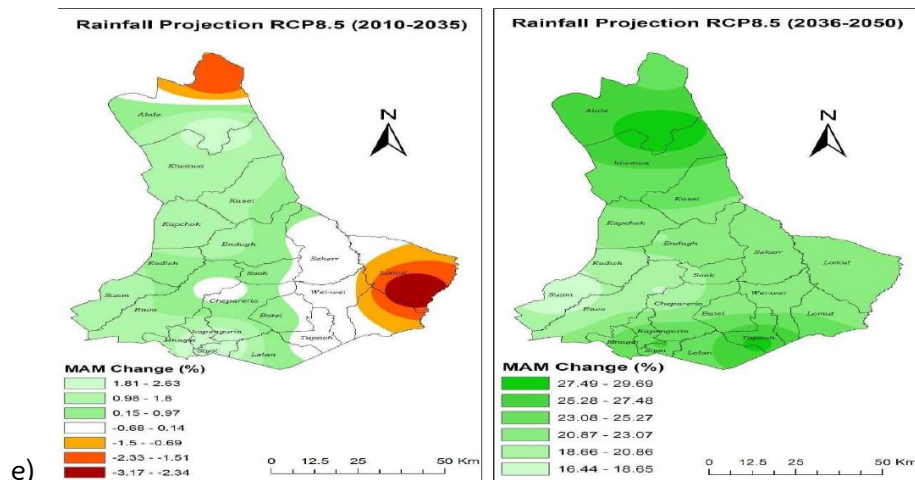 Rainfall Projection RCP8.5 (2010-2035)
N
Alale
Kiwawa
Kasei
Kapchok
Endugh
Kodich
Sook
Sekerr
Lomut
Suam
Riwo
Chepareria
Wei-wei
Batei
Kapenguria
Mnagei
Siyoi
Lelan
Tapach
MAM Change (%)
1.81 - 2.63
0.98 - 1.8
0.15 - 0.97
-0.68 - 0.14
-1.5 - -0.69
-2.33 - -1.51
-3.17 - -2.34
0 12.5 25 50 Km
e)
Rainfall Projection RCP8.5 (2036-2050)
N
Alale
Kiwawa
Kasei
Kapchok
Endugh
Kodich
Sook
Sekerr
Lomut
Suam
Riwo
Chepareria
Wei-wei
Batei
Lomut
Kapenguria
Mnagei
Siyoi
Lelan
Tapach
MAM Change (%)
27.49 - 29.69
25.28 - 27.48
23.08 - 25.27
20.87 - 23.07
18.66 - 20.86
16.44 - 18.65
0 12.5 25 50 Km